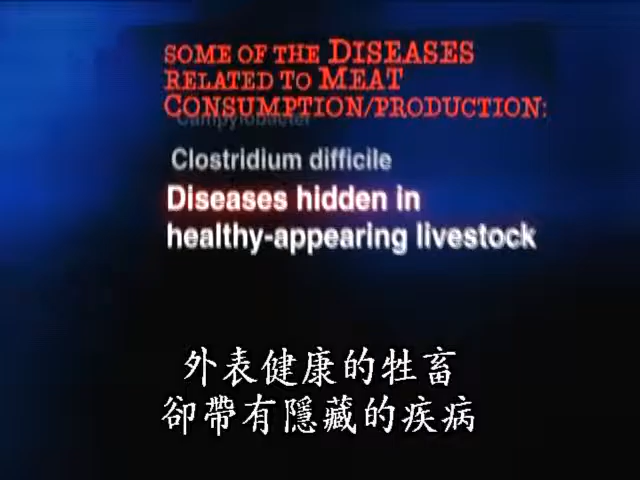 SOME OF THE DISEASES
RELATED TO MEAT
CONSUMPTION/PRODUCTION:
Campylobacter
Clostridium difficile
Diseases hidden in
healthy-appearing livestock
外表健康的牲畜
卻帶有隱藏的疾病